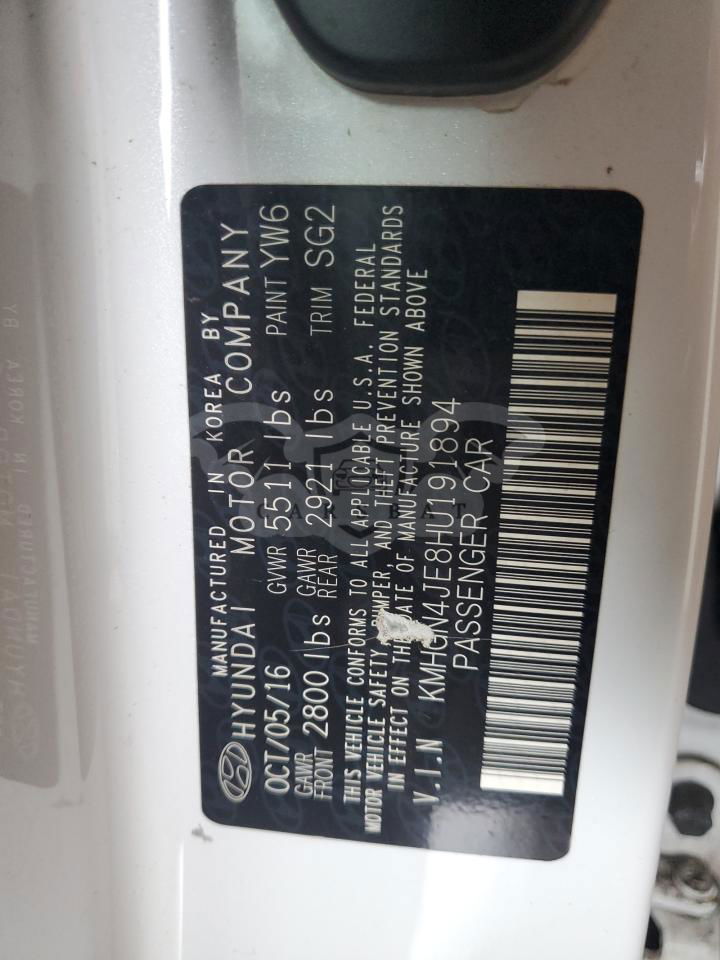 MANUFACTURED IN KOREA BY
HYUNDAI MOTOR COMPANY
OCT/05/16 GVWR 5511 lbs PAINT YW6
GAWR FRONT 2800 lbs GAWR REAR 2921 lbs TRIM SG2
THIS VEHICLE CONFORMS TO ALL APPLICABLE U.S.A. FEDERAL
MOTOR VEHICLE SAFETY, BUMPER, AND THEFT PREVENTION STANDARDS
IN EFFECT ON THE DATE OF MANUFACTURE SHOWN ABOVE
V.I.N KMHGN4JE8HU191894
PASSENGER CAR